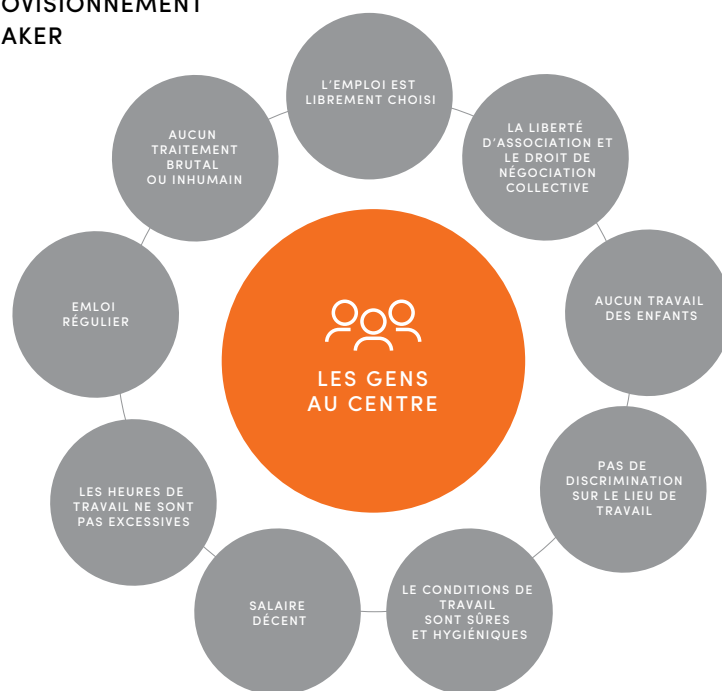 OVISIONNEMENT
AKER
L'EMPLOI EST
LIBREMENT CHOISI
LA LIBERTÉ
D'ASSOCIATION ET
LE DROIT DE
NÉGOCIATION
COLLECTIVE
AUCUN TRAVAIL
DES ENFANTS
PAS DE
DISCRIMINATION
SUR LE LIEU DE
TRAVAIL
LE CONDITIONS DE
TRAVAIL
SONT SÛRES
ET HYGIÉNIQUES
SALAIRE
DÉCENT
LES HEURES DE
TRAVAIL NE SONT
PAS EXCESSIVES
EMLOI
RÉGULIER
AUCUN
TRAITEMENT
BRUTAL
OU INHUMAIN
LES GENS
AU CENTRE